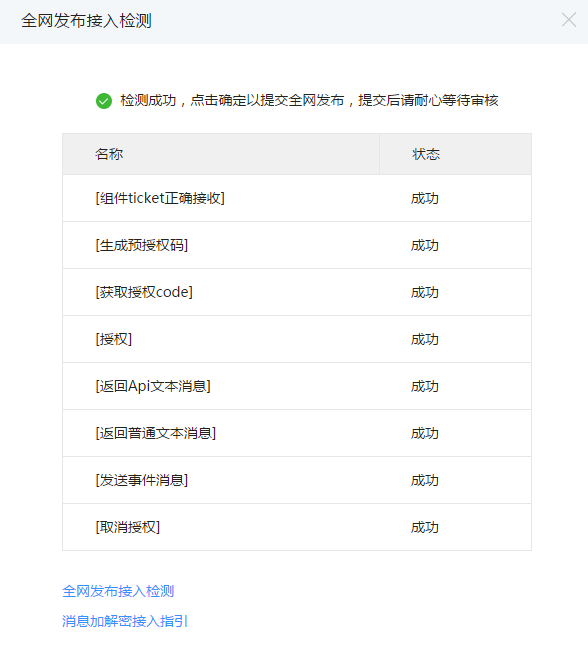 全网发布接入检测
检测成功，点击确定以提交全网发布，提交后请耐心等待审核
名称 状态
[组件ticket正确接收] 成功
[生成预授权码] 成功
[获取授权code] 成功
[授权] 成功
[返回Api文本消息] 成功
[返回普通文本消息] 成功
[发送事件消息] 成功
[取消授权] 成功
全网发布接入检测
消息加解密接入指引